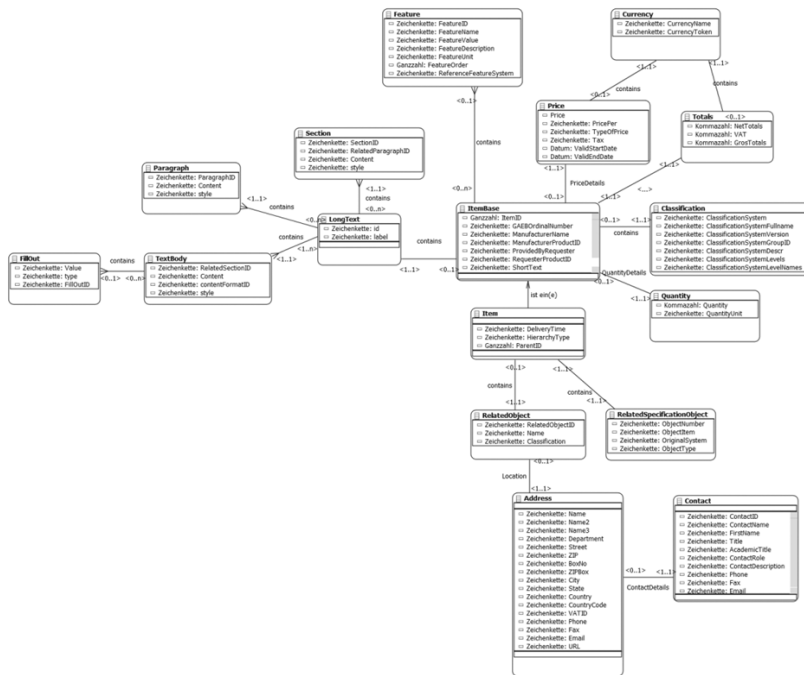 Feature
Zeichenkette: FeatureID
Zeichenkette: FeatureName
Zeichenkette: FeatureValue
Zeichenkette: FeatureDescription
Zeichenkette: FeatureUnit
Ganzzahl: FeatureOrder
Zeichenkette: ReferenceFeatureSystem
Currency
Zeichenkette: CurrencyName
Zeichenkette: CurrencyToken
<1..1>
<1..1>
contains
contains
<0..1>
<0..1>
<0..1>
Price
Price
Zeichenkette: PricePer
Zeichenkette: TypeOfPrice
Zeichenkette: Tax
Datum: ValidStartDate
Datum: ValidEndDate
Totals
Kommazahl: NetTotals
Kommazahl: VAT
Kommazahl: GrosTotals
Section
Zeichenkette: SectionID
Zeichenkette: RelatedParagraphID
Zeichenkette: Content
Zeichenkette: style
contains
Paragraph
Zeichenkette: ParagraphID
Zeichenkette: Content
Zeichenkette: style
<1..1>
contains
<1..1>
contains
<0..n>
<0..n>
<0..n>
<1..1>
PriceDetails
<0..1>
<1..1>
<...>
LongText
Zeichenkette: id
Zeichenkette: label
<1..n>
contains
<1..1>
contains
<1..1>
<0..1>
ItemBase
Ganzzahl: ItemID
Zeichenkette: GAEBOrdinalNumber
Zeichenkette: ManufacturerName
Zeichenkette: ManufacturerProductID
Zeichenkette: ProvidedByRequester
Zeichenkette: RequesterProductID
Zeichenkette: ShortText
<0..1>
<1..1>
contains
Classification
Zeichenkette: ClassificationSystem
Zeichenkette: ClassificationSystemFullname
Zeichenkette: ClassificationSystemVersion
Zeichenkette: ClassificationSystemGroupID
Zeichenkette: ClassificationSystemDescr
Zeichenkette: ClassificationSystemLevels
Zeichenkette: ClassificationSystemLevelNames
FillOut
Zeichenkette: Value
Zeichenkette: type
Zeichenkette: FillOutID
contains
<0..1>
<0..n>
TextBody
Zeichenkette: RelatedSectionID
Zeichenkette: Content
Zeichenkette: contentFormatID
Zeichenkette: style
QuantityDetails
<0..1>
<1..1>
Quantity
Kommazahl: Quantity
Zeichenkette: QuantityUnit
ist ein(e)
Item
Zeichenkette: DeliveryTime
Zeichenkette: HierarchyType
Ganzzahl: ParentID
<0..1>
<1..1>
contains
contains
<1..1>
<1..1>
RelatedObject
Zeichenkette: RelatedObjectID
Zeichenkette: Name
Zeichenkette: Classification
RelatedSpecificationObject
Zeichenkette: ObjectNumber
Zeichenkette: ObjectItem
Zeichenkette: OriginalSystem
Zeichenkette: ObjectType
<0..1>
Location
<1..1>
Address
Zeichenkette: Name
Zeichenkette: Name2
Zeichenkette: Name3
Zeichenkette: Department
Zeichenkette: Street
Zeichenkette: ZIP
Zeichenkette: BoxNo
Zeichenkette: ZIPBox
Zeichenkette: City
Zeichenkette: State
Zeichenkette: Country
Zeichenkette: CountryCode
Zeichenkette: VATID
Zeichenkette: Phone
Zeichenkette: Fax
Zeichenkette: Email
Zeichenkette: URL
<0..1>
<1..1>
ContactDetails
Contact
Zeichenkette: ContactID
Zeichenkette: ContactName
Zeichenkette: FirstName
Zeichenkette: Title
Zeichenkette: AcademicTitle
Zeichenkette: ContactRole
Zeichenkette: ContactDescription
Zeichenkette: Phone
Zeichenkette: Fax
Zeichenkette: Email